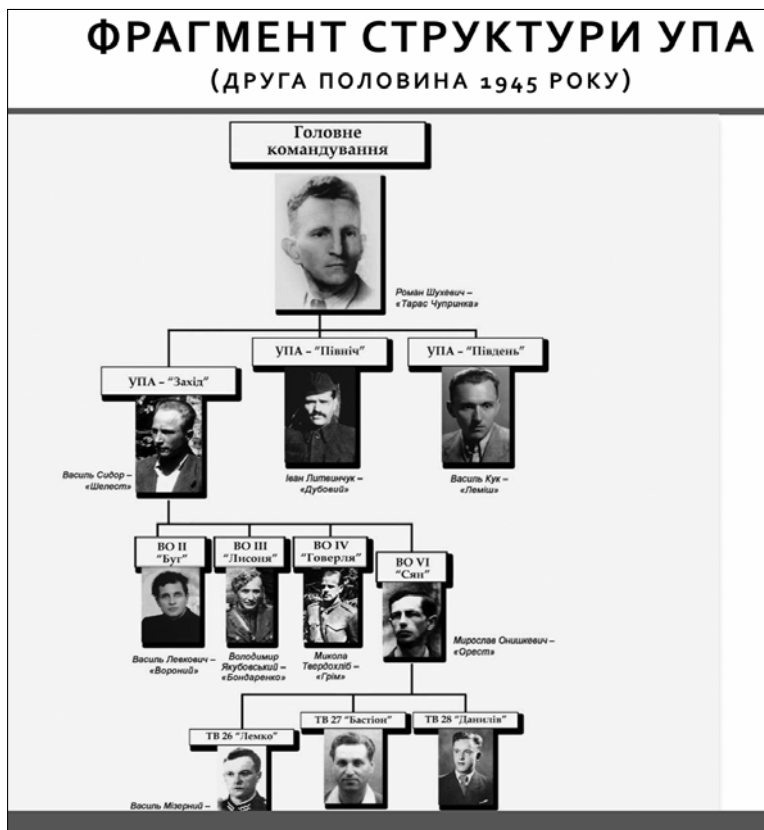 ФРАГМЕНТ СТРУКТУРИ УПА
(ДРУГА ПОЛОВИНА 1945 РОКУ)
Головне
командування
Роман Шухевич –
«Тарас Чупринка»
УПА – "Захід"
УПА – "Північ"
УПА – "Південь"
Василь Сидор –
«Шелест»
Іван Литвинчук –
«Дубовий»
Василь Кук –
«Леміш»
ВО ІІ
"Буг"
ВО ІІІ
"Лисоня"
ВО IV
"Говерля"
ВО VI
"Сян"
Василь Левкович –
«Вороний»
Володимир
Якубовський –
«Бондаренко»
Микола
Твердохліб –
«Грім»
Мирослав Онишкевич –
«Орест»
ТВ 26 "Лемко"
ТВ 27 "Бастіон"
ТВ 28 "Данилів"
Василь Мізерний –